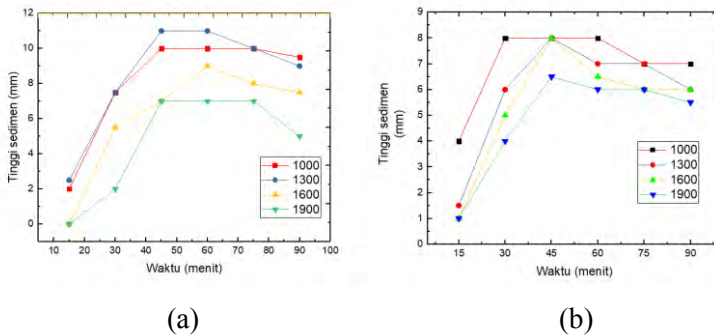 12
10
8
6
4
2
0
Tinggi sedimen (mm)
1000
1300
1600
1900
10 20 30 40 50 60 70 80 90 100
Waktu (menit)
(a)
9
8
7
6
5
4
3
2
1
0
Tinggi sedimen
(mm)
1000
1300
1600
1900
15 30 45 60 75 90
Waktu (menit)
(b)